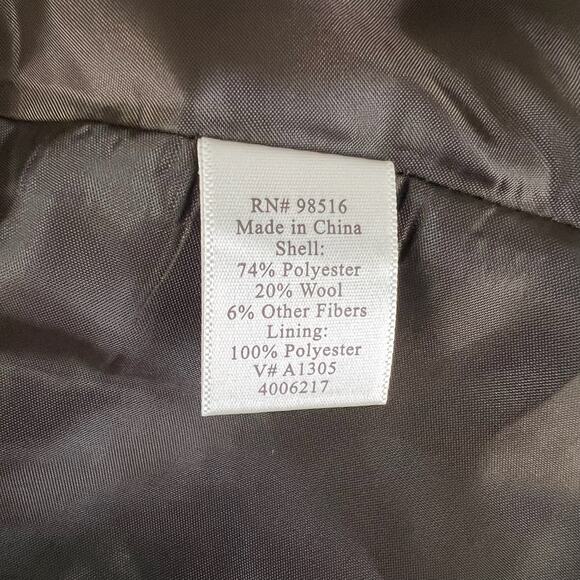 RN# 98516
Made in China
Shell:
74% Polyester
20% Wool
6% Other Fibers
Lining:
100% Polyester
V# A1305
4006217